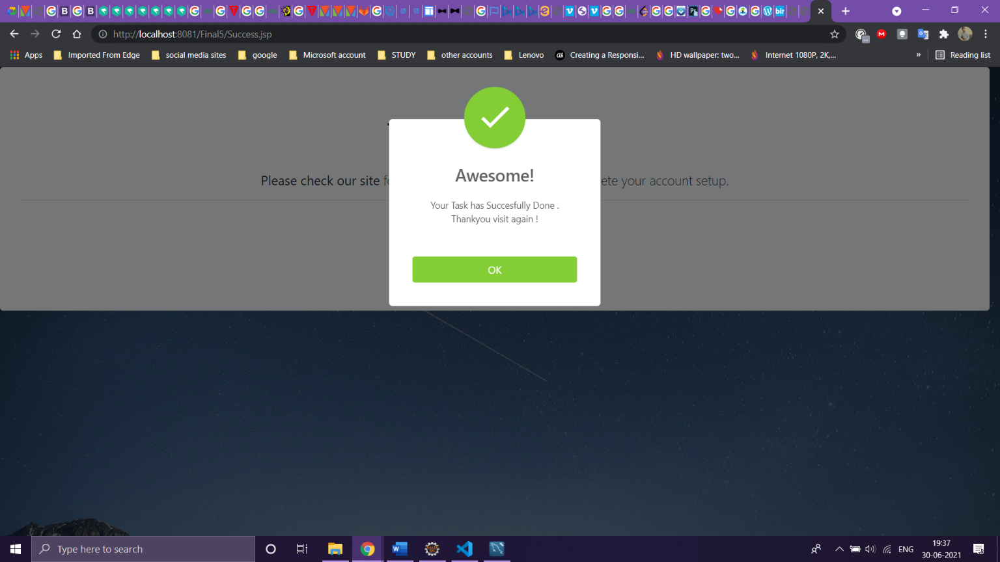 http://localhost:8081/Final5/Success.jsp
Apps Imported From Edge social media sites google Microsoft account STUDY other accounts Lenovo Creating a Responsi... HD wallpaper: two... Internet 1080P, 2K,... » Reading list
Awesome!
Please check our site
ete your account setup.
Your Task has Succesfully Done .
Thankyou visit again !
OK
Type here to search
ENG
19:37
30-06-2021